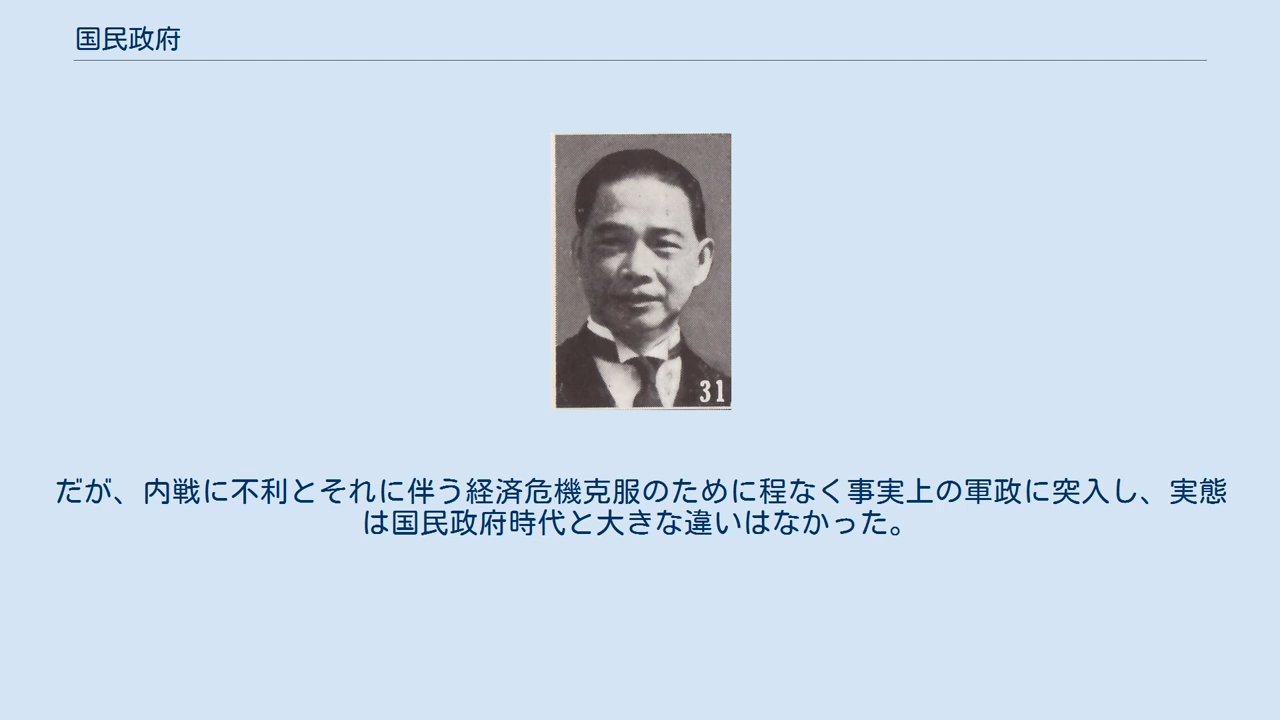 国民政府
31
だが、内戦に不利とそれに伴う経済危機克服のために程なく事実上の軍政に突入し、実態
は国民政府時代と大きな違いはなかった。